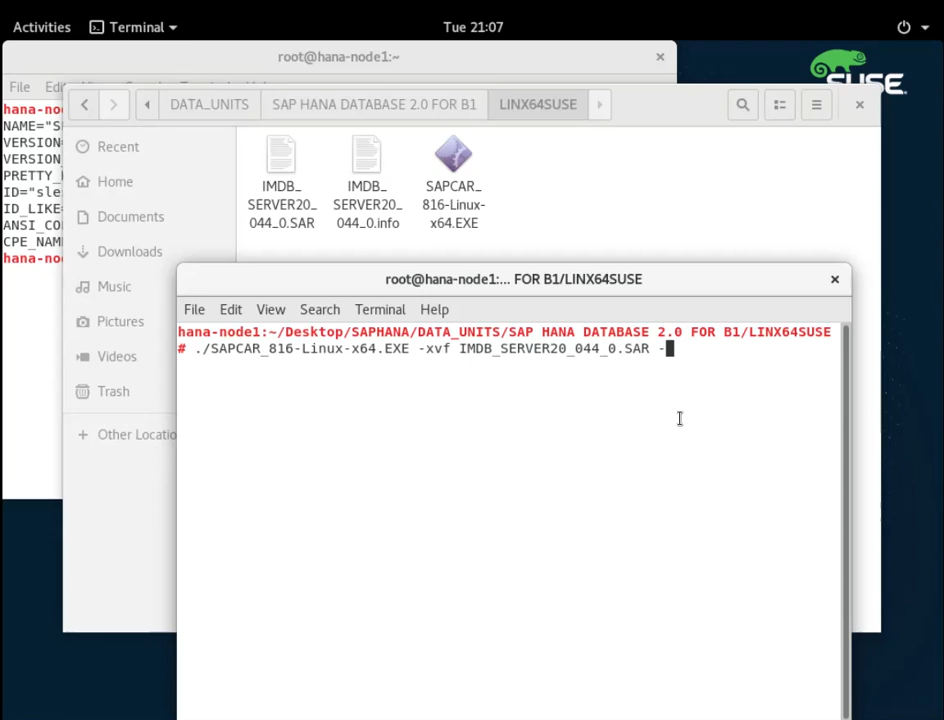 Activities Terminal Tue 21:07
root@hana-node1:~
SUSE
File Edi
DATA_UNITS SAP HANA DATABASE 2.0 FOR B1 LINX64SUSE
hana-no
NAME="S
VERSION
VERSION
PRETTY_
ID="sle
ID_LIKE
ANSI_CO
CPE_NAM
hana-no
Recent
Home
Documents
Downloads
Music
Pictures
Videos
Trash
Other Locatio
IMDB_
SERVER20_
044_0.SAR
IMDB_
SERVER20_
044_0.info
SAPCAR_
816-Linux-
x64.EXE
root@hana-node1:... FOR B1/LINX64SUSE
File Edit View Search Terminal Help
hana-node1:~/Desktop/SAPHANA/DATA_UNITS/SAP HANA DATABASE 2.0 FOR B1/LINX64SUSE
# ./SAPCAR_816-Linux-x64.EXE -xvf IMDB_SERVER20_044_0.SAR -